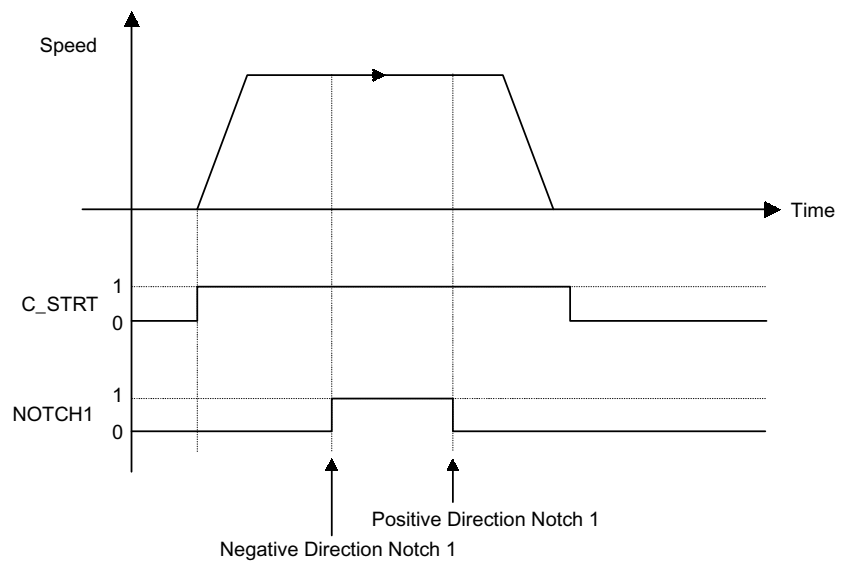 Speed
Time
1
C_STRT
0
1
NOTCH1
0
Positive Direction Notch 1
Negative Direction Notch 1